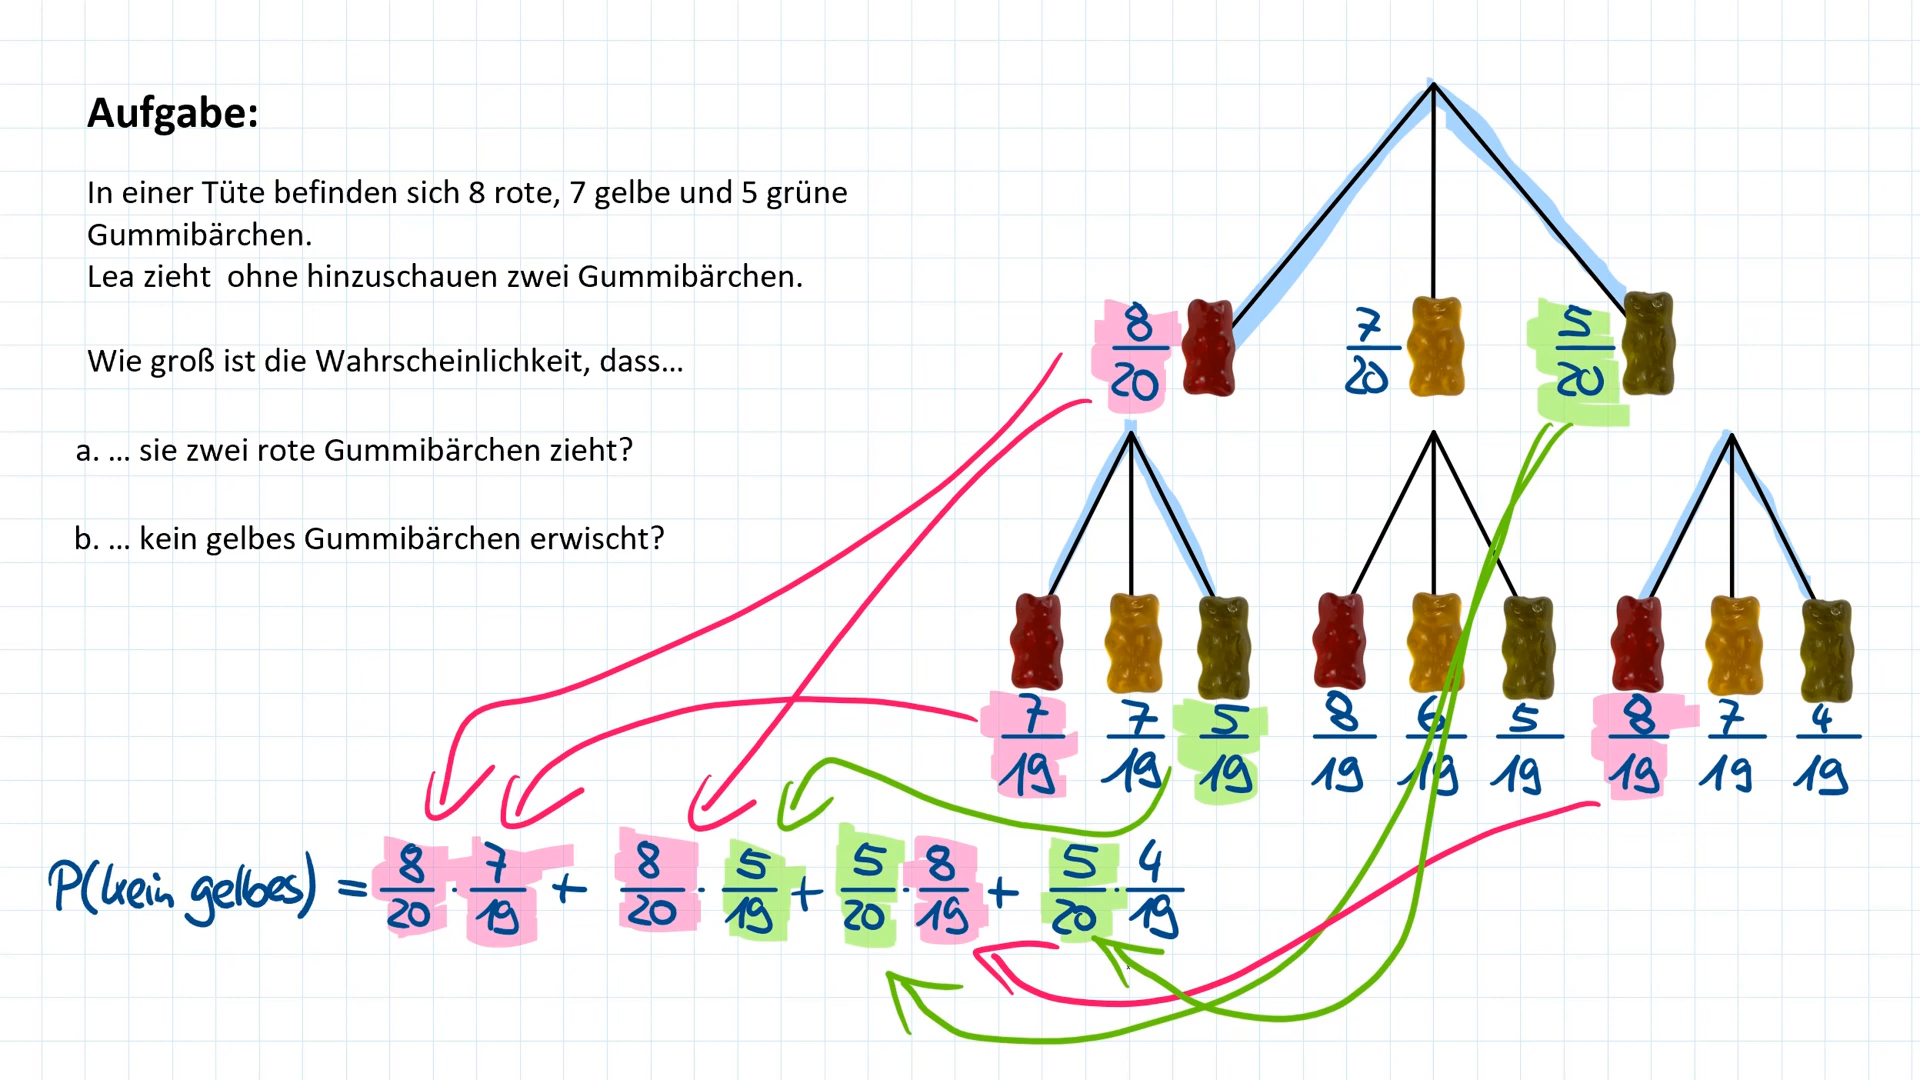 Aufgabe:
In einer Tüte befinden sich 8 rote, 7 gelbe und 5 grüne
Gummibärchen.
Lea zieht ohne hinzuschauen zwei Gummibärchen.
Wie groß ist die Wahrscheinlichkeit, dass...
a. ... sie zwei rote Gummibärchen zieht?
b. ... kein gelbes Gummibärchen erwischt?
8/20 7/20 5/20
7/19 7/19 5/19 8/19 6/19 5/19 8/19 7/19 4/19
P(kein gelbes) = 8/20 · 7/19 + 8/20 · 5/19 + 5/20 · 8/19 + 5/20 · 4/19